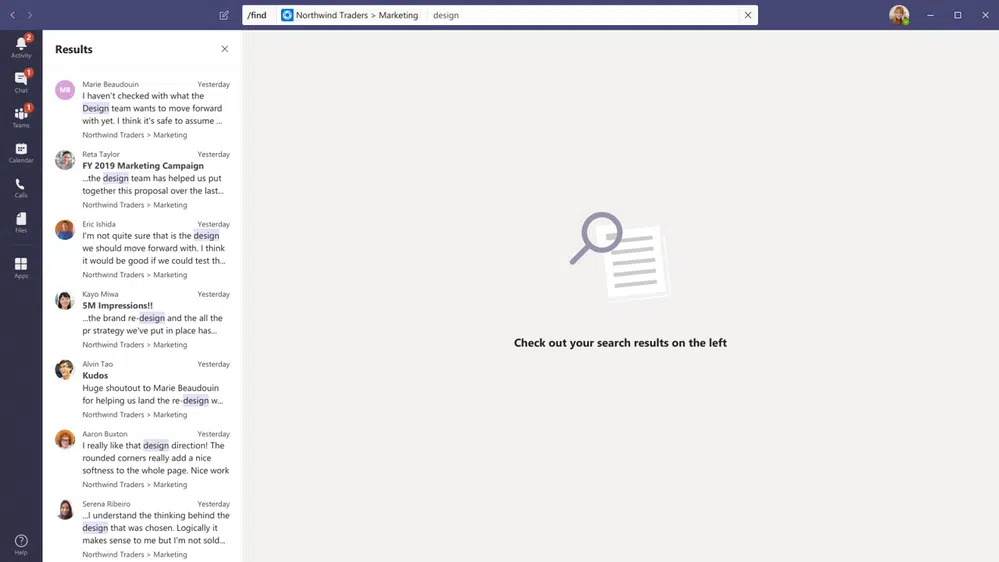 /find Northwind Traders > Marketing design
2
Activity
1
Chat
1
Teams
Calendar
Calls
Files
Apps
Help
Results
MB
Marie Beaudouin Yesterday
I haven't checked with what the
Design team wants to move forward
with yet. I think it's safe to assume ...
Northwind Traders > Marketing
Reta Taylor Yesterday
FY 2019 Marketing Campaign
...the design team has helped us put
together this proposal over the last...
Northwind Traders > Marketing
Eric Ishida Yesterday
I'm not quite sure that is the design
we should move forward with. I think
it would be good if we could test th...
Northwind Traders > Marketing
Kayo Miwa Yesterday
5M Impressions!!
...the brand re-design and the all the
pr strategy we've put in place has...
Northwind Traders > Marketing
Alvin Tao Yesterday
Kudos
Huge shoutout to Marie Beaudouin
for helping us land the re-design w...
Northwind Traders > Marketing
Aaron Buxton Yesterday
I really like that design direction! The
rounded corners really add a nice
softness to the whole page. Nice work
Northwind Traders > Marketing
Serena Ribeiro Yesterday
...I understand the thinking behind the
design that was chosen. Logically it
makes sense to me but I'm not sold...
Northwind Traders > Marketing
Check out your search results on the left